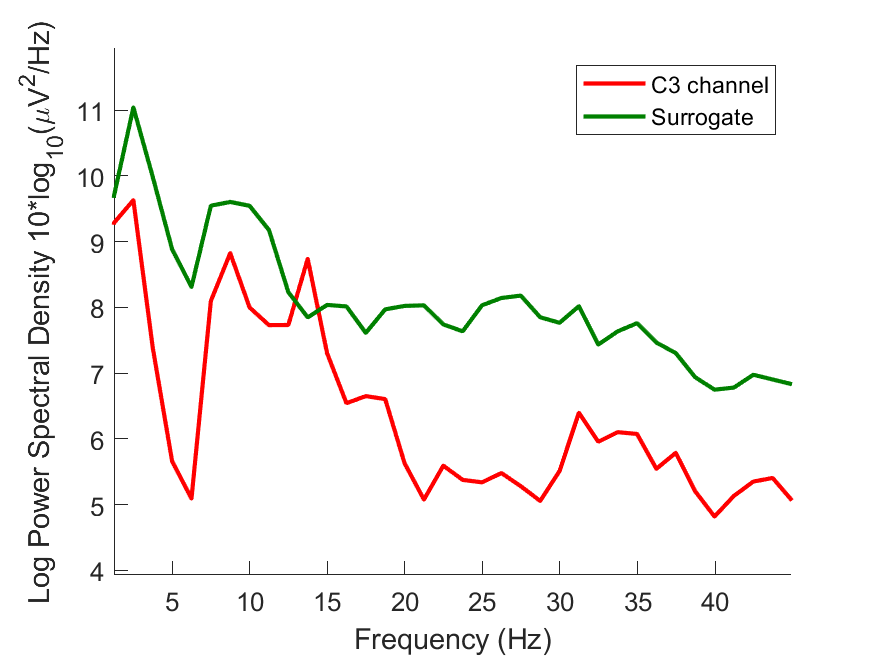 Log Power Spectral Density 10*log₁₀(μV²/Hz)
11
10
9
8
7
6
5
4
C3 channel
Surrogate
5 10 15 20 25 30 35 40
Frequency (Hz)